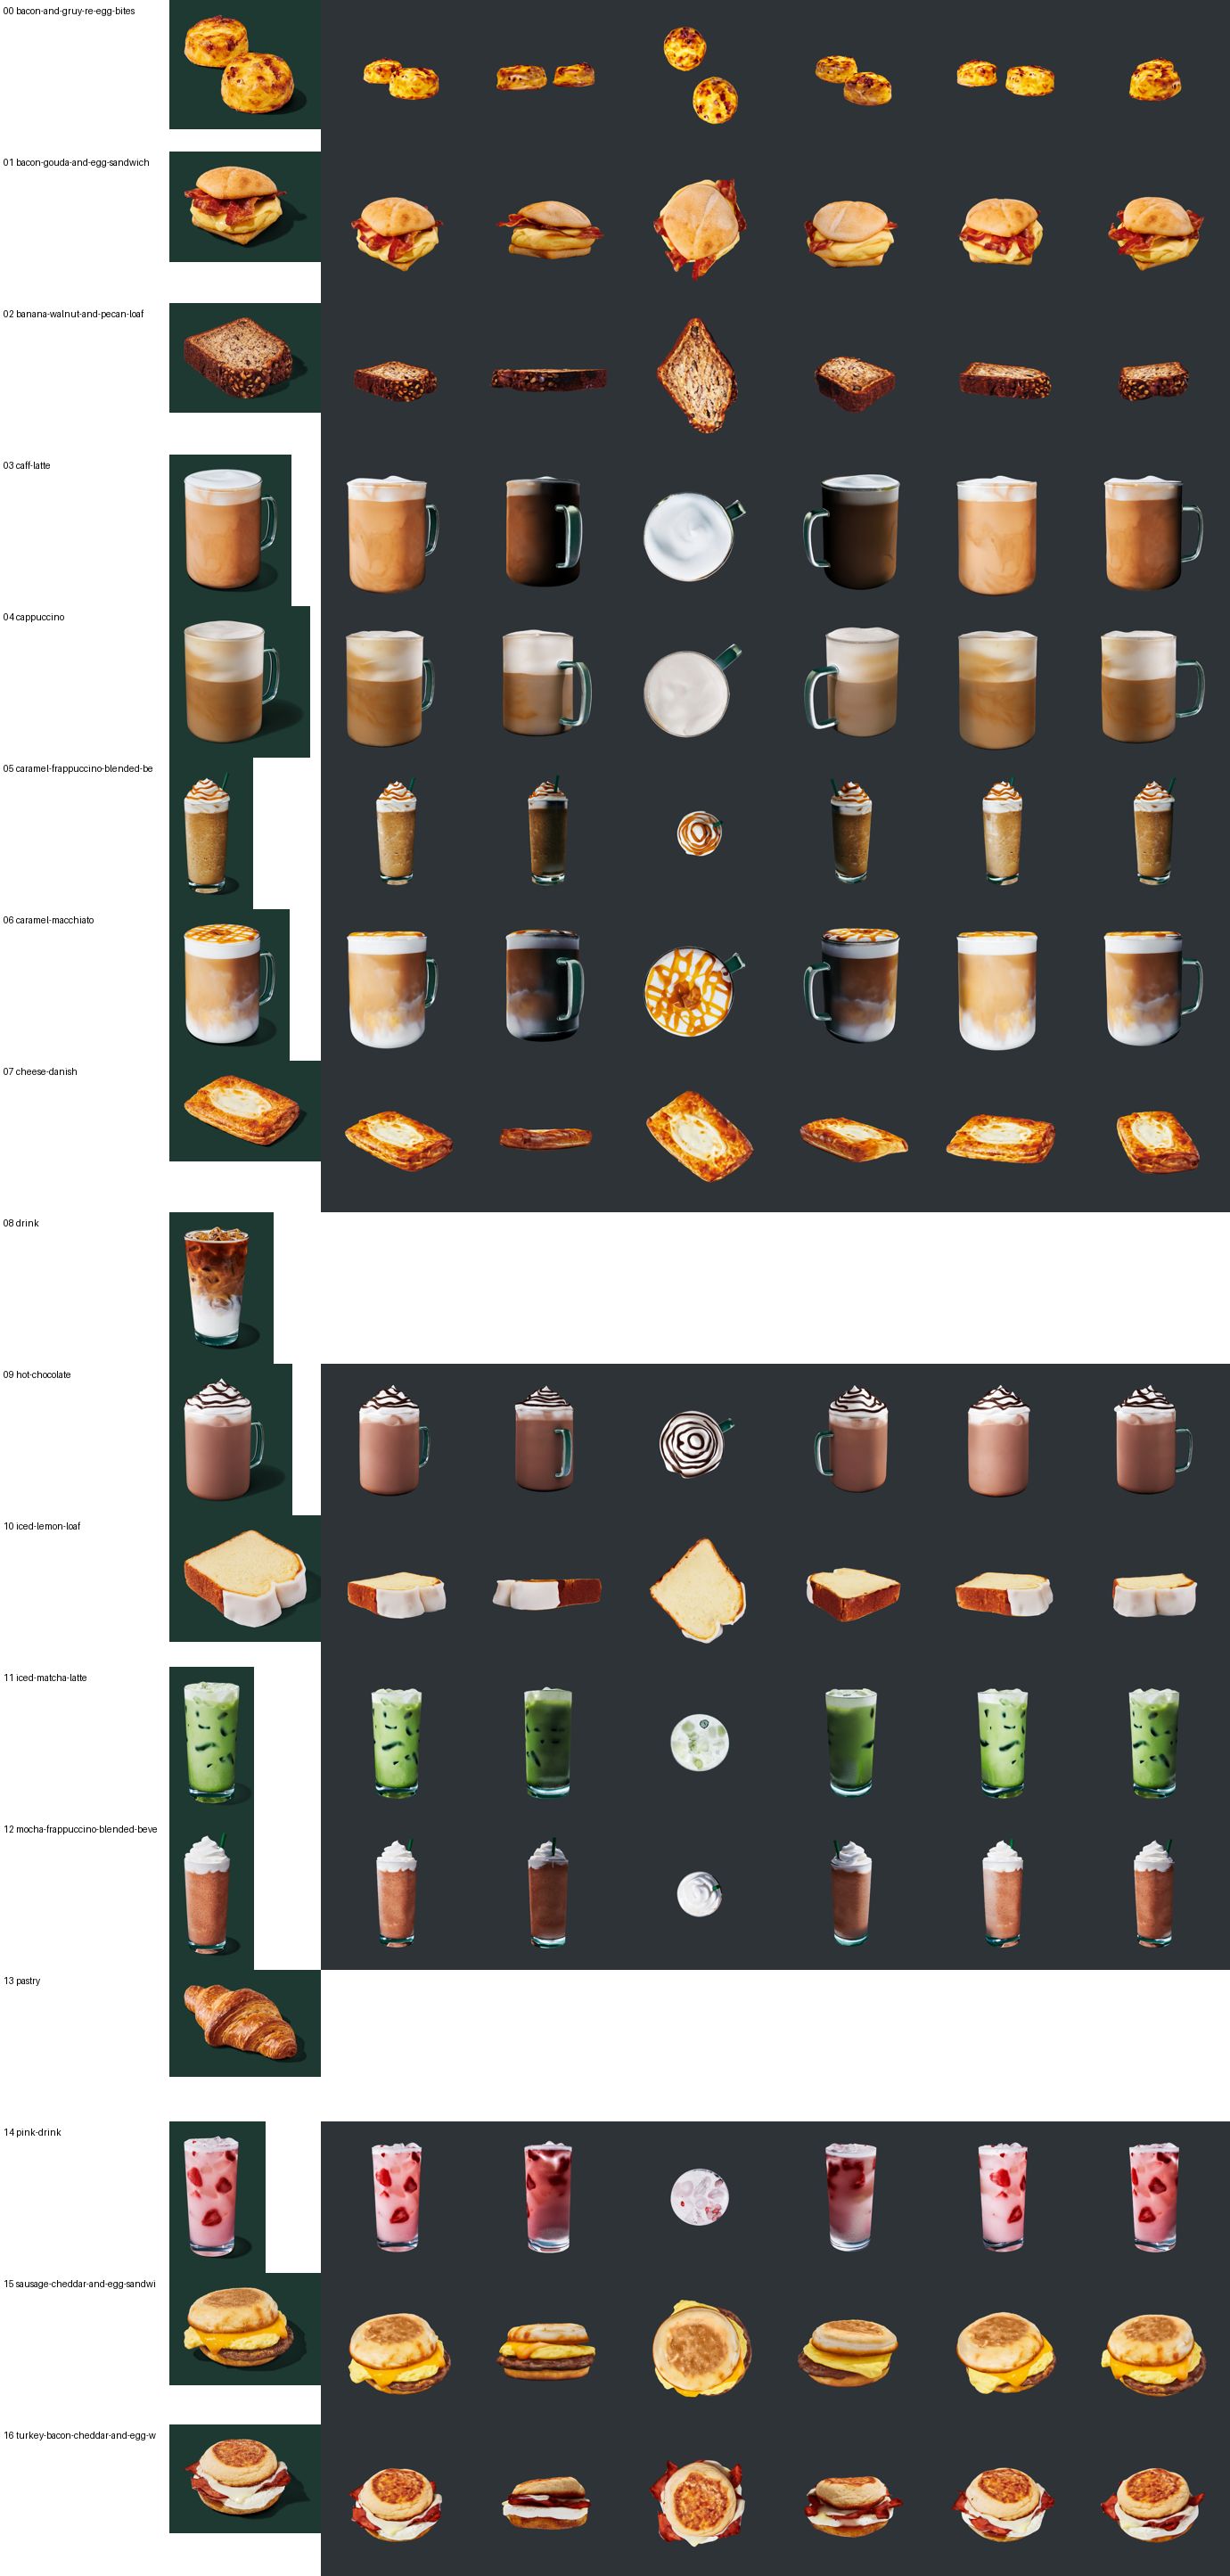 00 bacon-and-gruy-re-egg-bites
01 bacon-gouda-and-egg-sandwich
02 banana-walnut-and-pecan-loaf
03 caff-latte
04 cappuccino
05 caramel-frappuccino-blended-be
06 caramel-macchiato
07 cheese-danish
08 drink
09 hot-chocolate
10 iced-lemon-loaf
11 iced-matcha-latte
12 mocha-frappuccino-blended-beve
13 pastry
14 pink-drink
15 sausage-cheddar-and-egg-sandwi
16 turkey-bacon-cheddar-and-egg-w